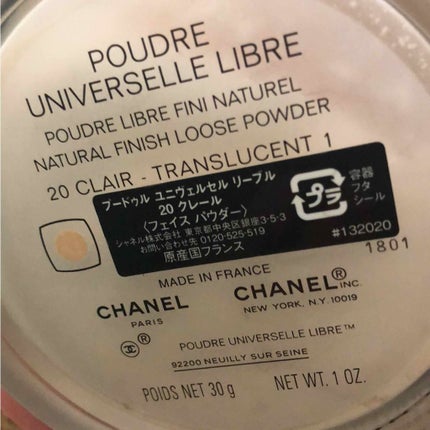 POUDRE
UNIVERSELLE LIBRE
POUDRE LIBRE FINI NATUREL
NATURAL FINISH LOOSE POWDER
20 CLAIR - TRANSLUCENT 1
プードゥル ユニヴェルセル リーブル
20 クレール
〈フェイス パウダー〉
シャネル株式会社 東京都中央区銀座3-5-3
お問い合わせ先 0120-525-519
原産国フランス
プラ
容器
フタ
シール
#132020
1801
MADE IN FRANCE
CHANEL
PARIS
CHANEL® INC.
NEW YORK, N.Y. 10019
®
POUDRE UNIVERSELLE LIBRE™
92200 NEUILLY SUR SEINE
POIDS NET 30 g
NET WT. 1 OZ.